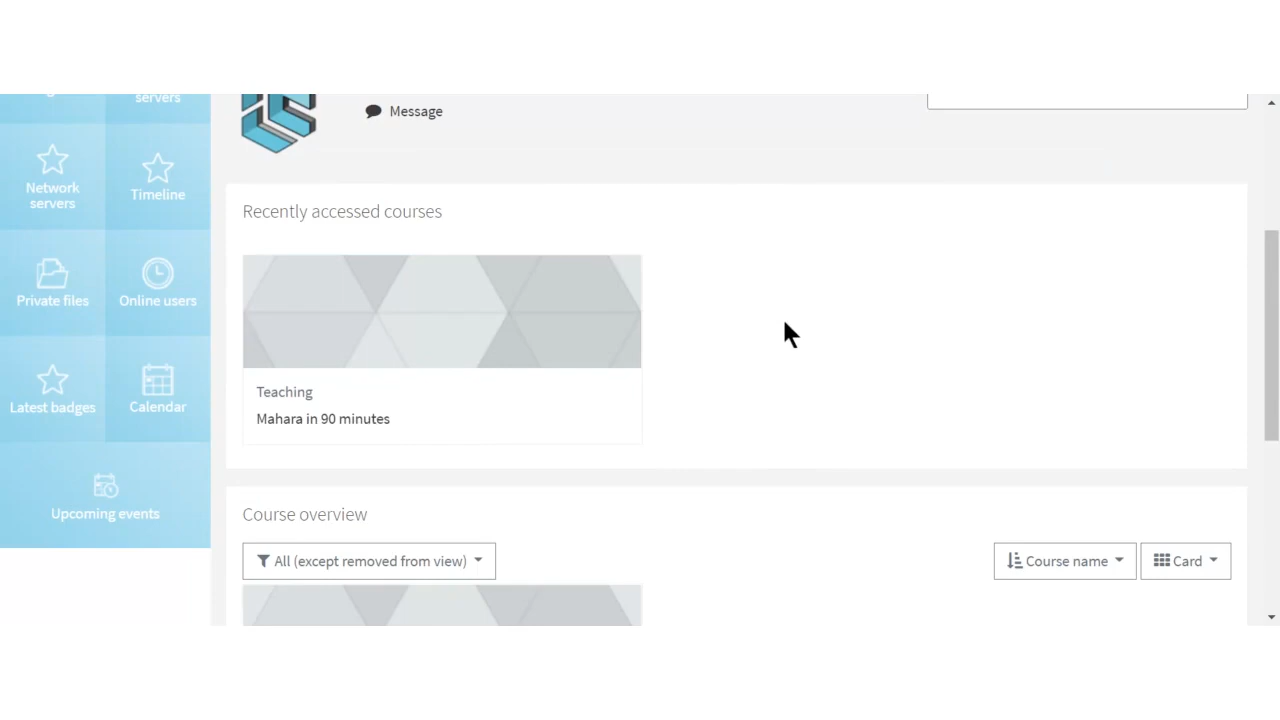 servers
Message
Network
servers
Timeline
Recently accessed courses
Private files
Online users
Teaching
Mahara in 90 minutes
Latest badges
Calendar
Upcoming events
Course overview
All (except removed from view)
Course name
Card